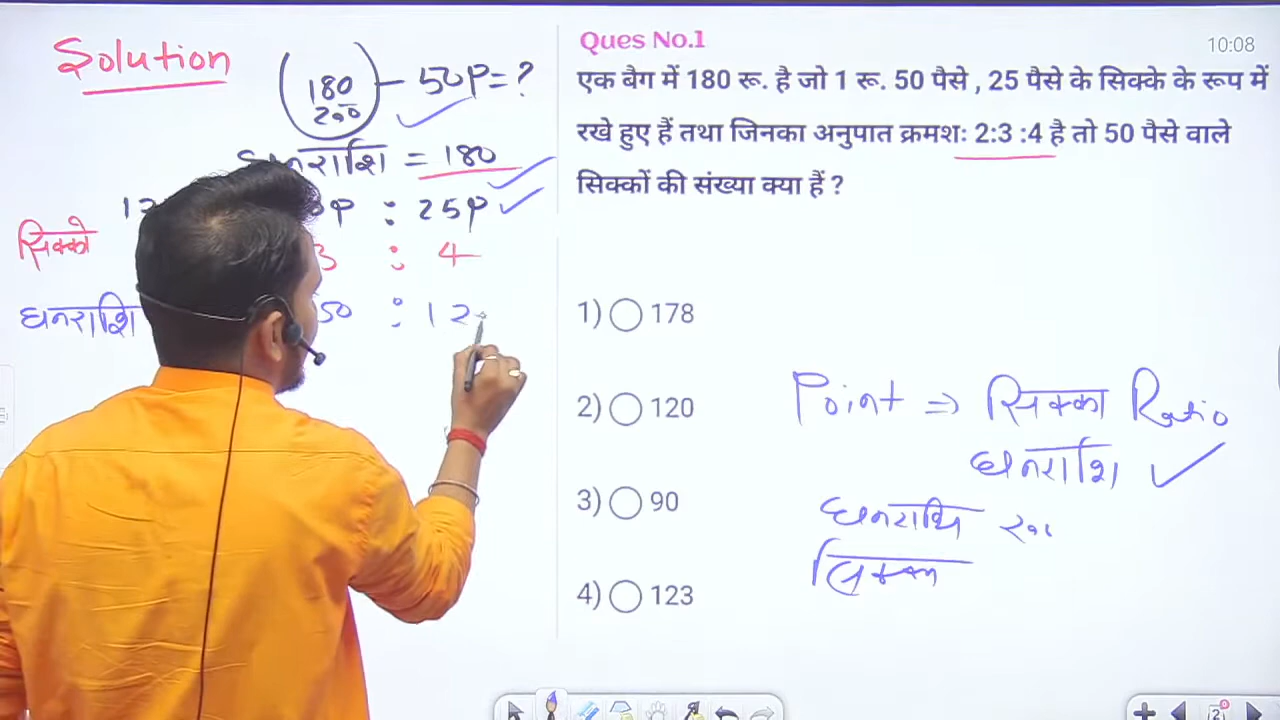 Solution
180
50P = ?
= 180
: 25P
सिक्को 3 : 4
धनराशि 50 : 12
Ques No.1
10:08
एक बैग में 180 रू. है जो 1 रू. 50 पैसे , 25 पैसे के सिक्के के रूप में
रखे हुए हैं तथा जिनका अनुपात क्रमशः 2:3 :4 है तो 50 पैसे वाले
सिक्कों की संख्या क्या हैं ?
1) 178
2) 120
3) 90
4) 123
Point ⇒ सिक्का Ratio
धनराशि
धनराशि
2